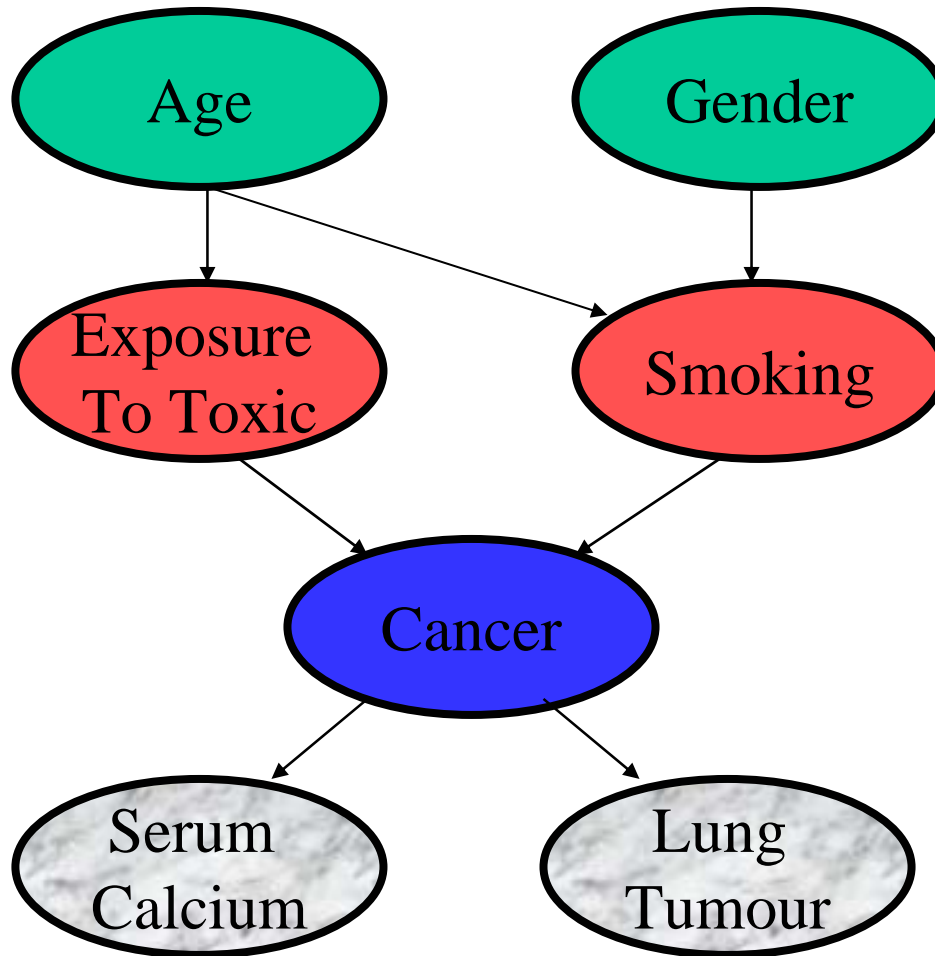 Age
Gender
Exposure
To Toxic
Smoking
Cancer
Serum
Calcium
Lung
Tumour